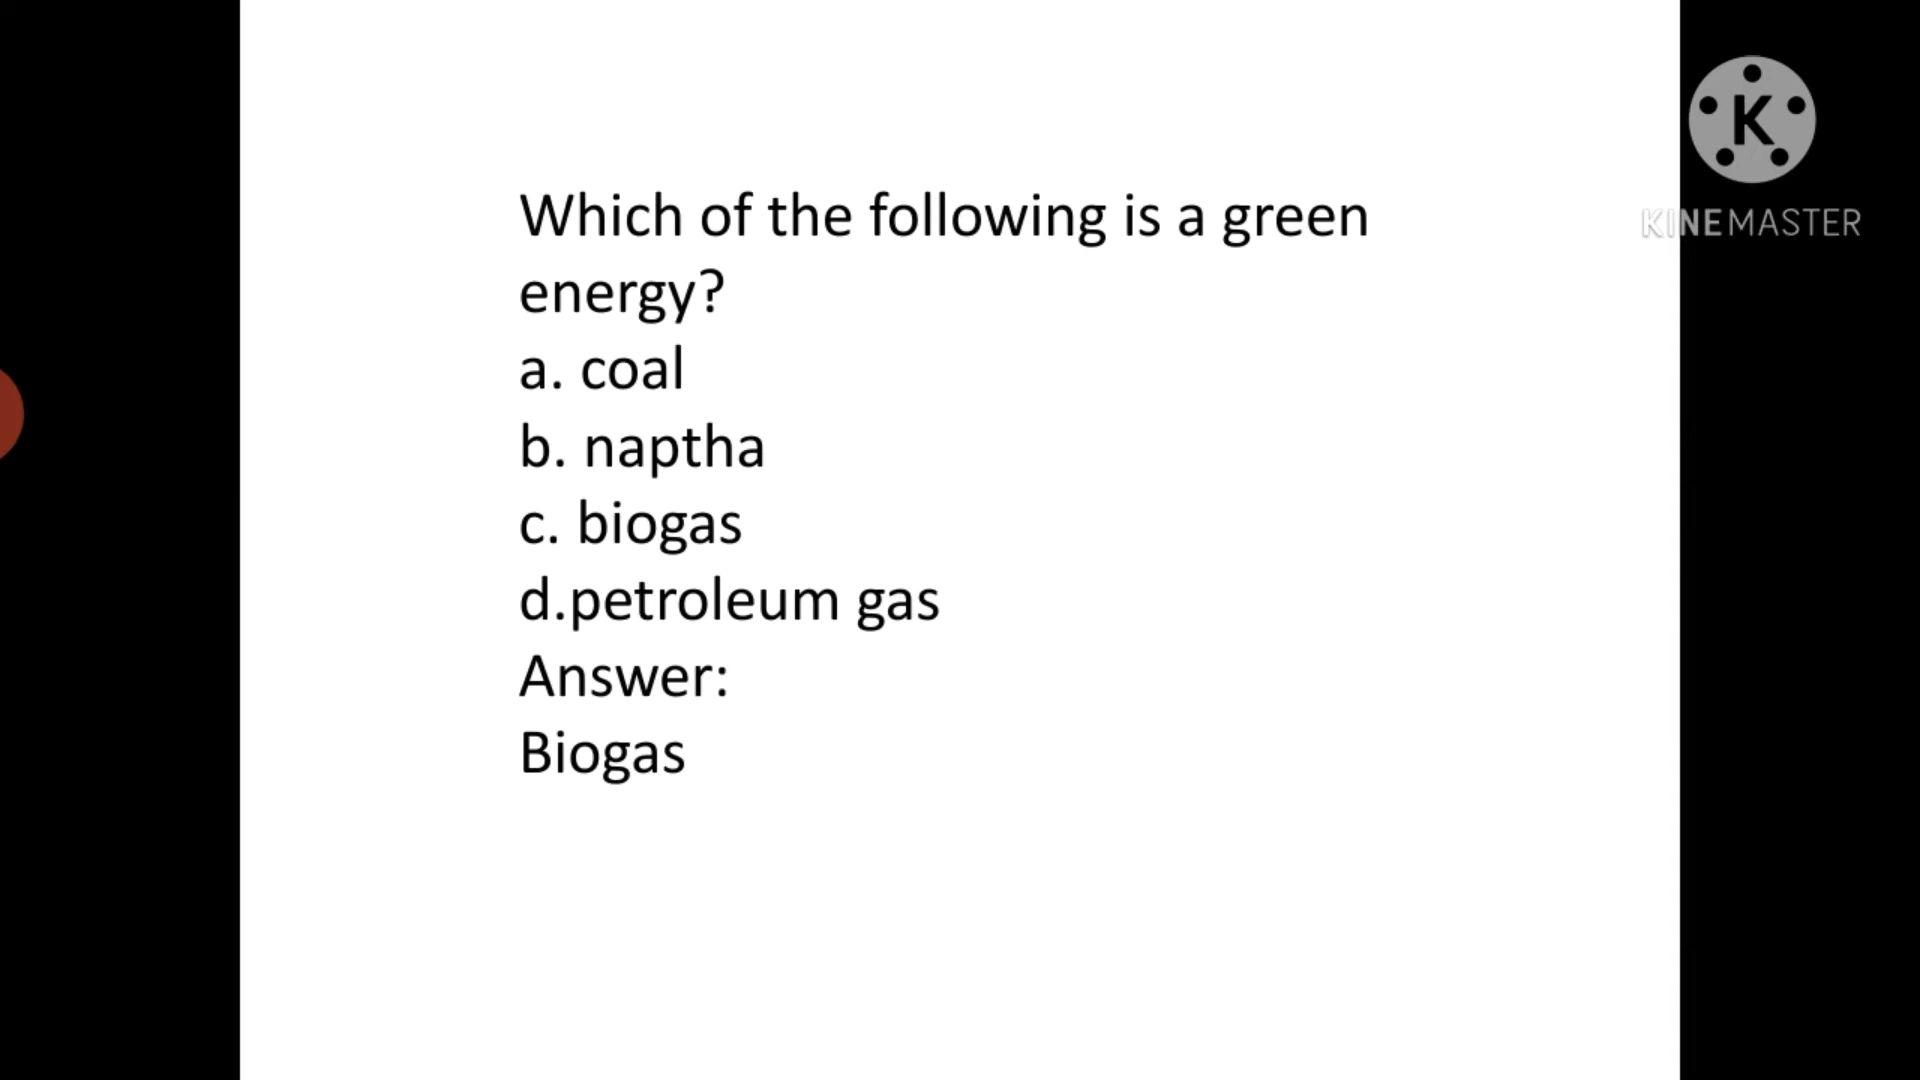 Which of the following is a green
energy?
a. coal
b. naptha
c. biogas
d.petroleum gas
Answer:
Biogas
K
KINEMASTER